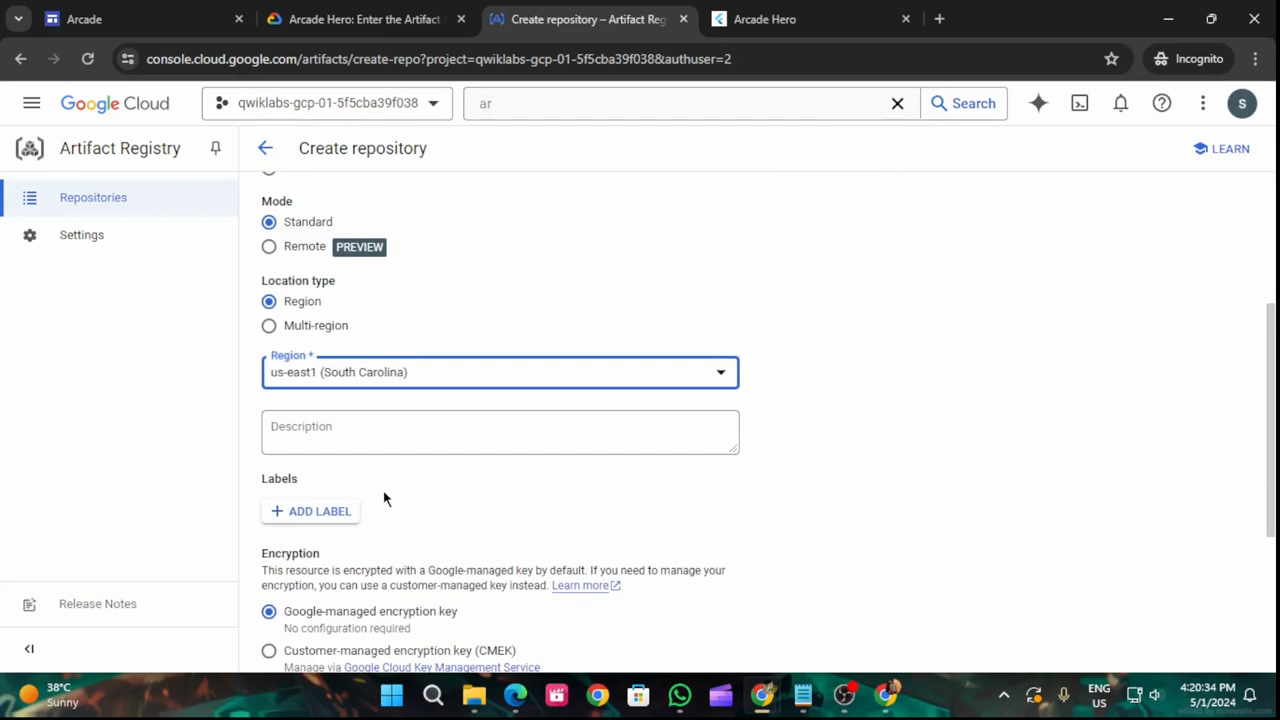 Arcade
Arcade Hero: Enter the Artifact
Create repository – Artifact Reg
Arcade Hero
console.cloud.google.com/artifacts/create-repo?project=qwiklabs-gcp-01-5f5cba39f038&authuser=2
Incognito
Google Cloud
qwiklabs-gcp-01-5f5cba39f038
ar
Search
S
Artifact Registry
Create repository
LEARN
Repositories
Settings
Mode
Standard
Remote PREVIEW
Location type
Region
Multi-region
Region *
us-east1 (South Carolina)
Description
Labels
ADD LABEL
Encryption
This resource is encrypted with a Google-managed key by default. If you need to manage your
encryption, you can use a customer-managed key instead. Learn more
Google-managed encryption key
No configuration required
Customer-managed encryption key (CMEK)
Manage via Google Cloud Key Management Service
Release Notes
38°C
Sunny
ENG
US
4:20:34 PM
5/1/2024